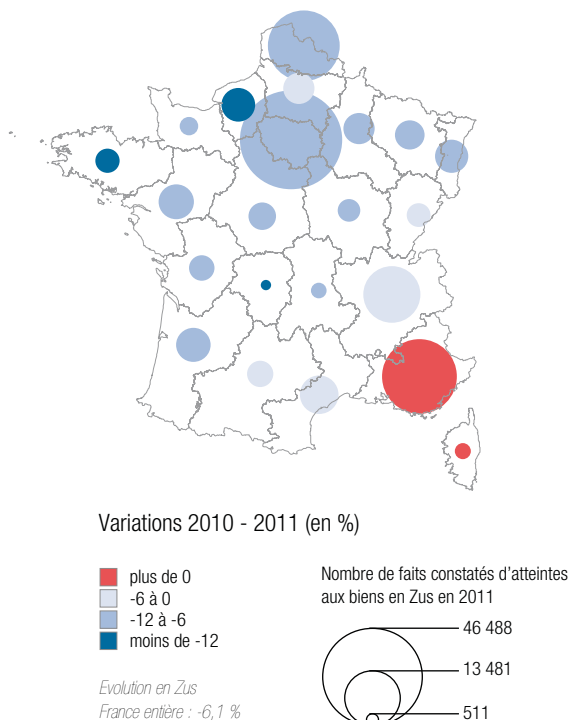 Variations 2010 - 2011 (en %)
plus de 0
-6 à 0
-12 à -6
moins de -12
Evolution en Zus
France entière : -6,1 %
Nombre de faits constatés d'atteintes
aux biens en Zus en 2011
46 488
13 481
511